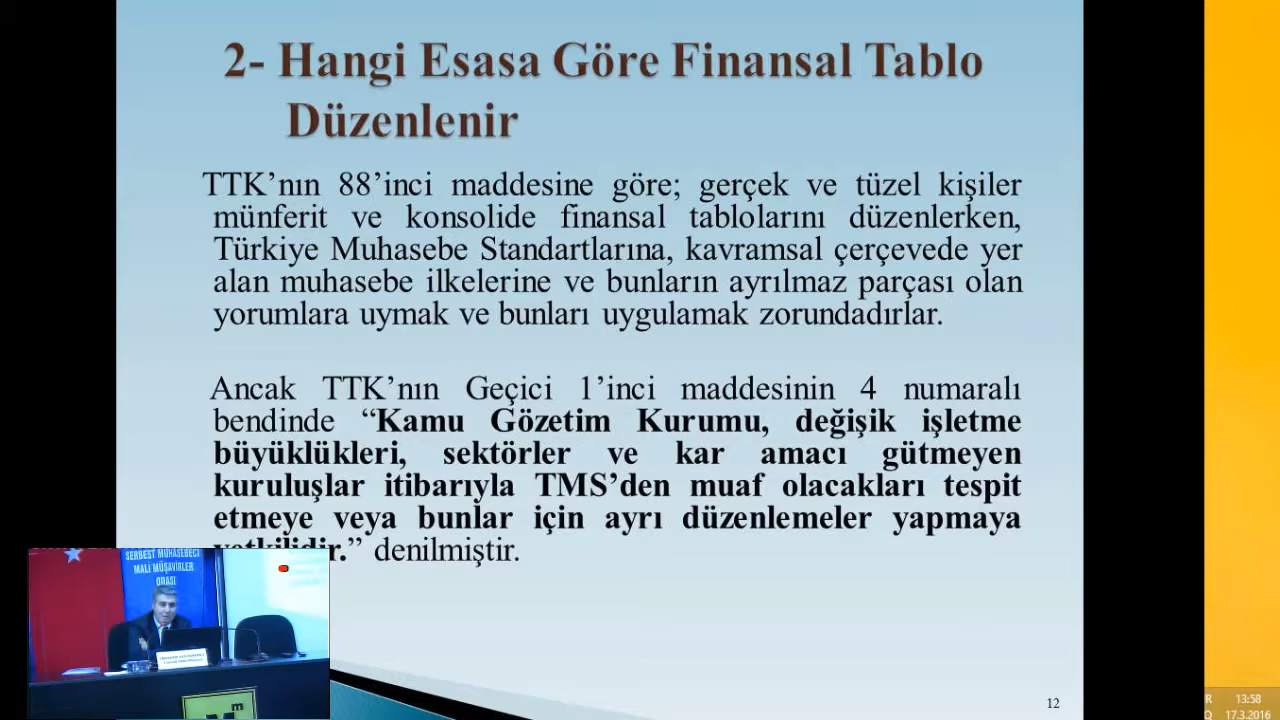 2- Hangi Esasa Göre Finansal Tablo
Düzenlenir
TTK’nın 88’inci maddesine göre; gerçek ve tüzel kişiler
münferit ve konsolide finansal tablolarını düzenlerken,
Türkiye Muhasebe Standartlarına, kavramsal çerçevede yer
alan muhasebe ilkelerine ve bunların ayrılmaz parçası olan
yorumlara uymak ve bunları uygulamak zorundadırlar.
Ancak TTK’nın Geçici 1’inci maddesinin 4 numaralı
bendinde “Kamu Gözetim Kurumu, değişik işletme
büyüklükleri, sektörler ve kar amacı gütmeyen
kuruluşlar itibarıyla TMS’den muaf olacakları tespit
etmeye veya bunlar için ayrı düzenlemeler yapmaya
yetkilidir.” denilmiştir.
SERBEST MUHASEBECİ
MALİ MÜŞAVİRLER
ODASI
12
13:58
17.3.2016